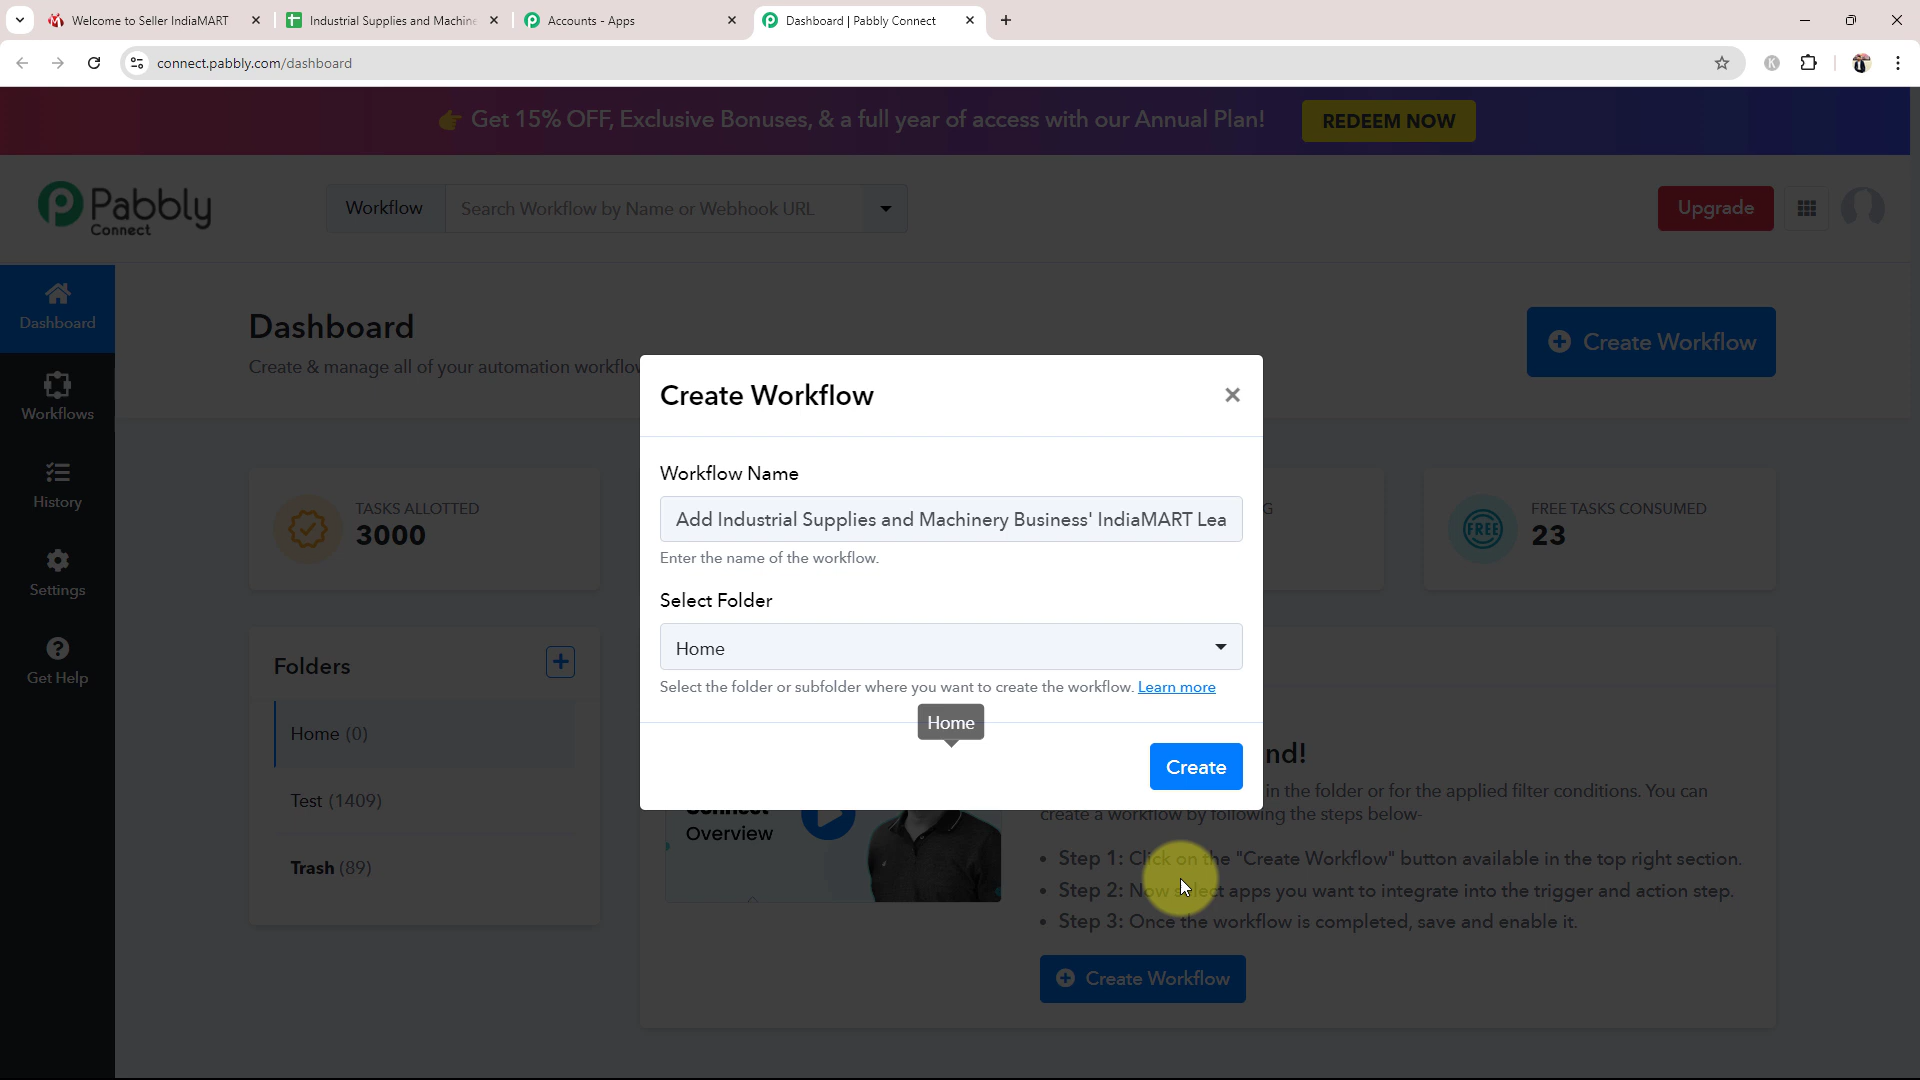 Welcome to Seller IndiaMART
Industrial Supplies and Machine
Accounts - Apps
Dashboard | Pabbly Connect
connect.pabbly.com/dashboard
K
👉 Get 15% OFF, Exclusive Bonuses, & a full year of access with our Annual Plan!
REDEEM NOW
Pabbly
Connect
Workflow
Search Workflow by Name or Webhook URL
Upgrade
Dashboard
Workflows
History
Settings
Get Help
Dashboard
Create & manage all of your automation workflow
Create Workflow
TASKS ALLOTTED
3000
G
FREE
FREE TASKS CONSUMED
23
Folders
Home (0)
Test (1409)
Trash (89)
Create Workflow
Workflow Name
Add Industrial Supplies and Machinery Business' IndiaMART Lea
Enter the name of the workflow.
Select Folder
Home
Select the folder or subfolder where you want to create the workflow. Learn more
Home
Create
Connect
Overview
nd!
in the folder or for the applied filter conditions. You can
create a workflow by following the steps below-
• Step 1: Click on the "Create Workflow" button available in the top right section.
• Step 2: Now select apps you want to integrate into the trigger and action step.
• Step 3: Once the workflow is completed, save and enable it.
Create Workflow